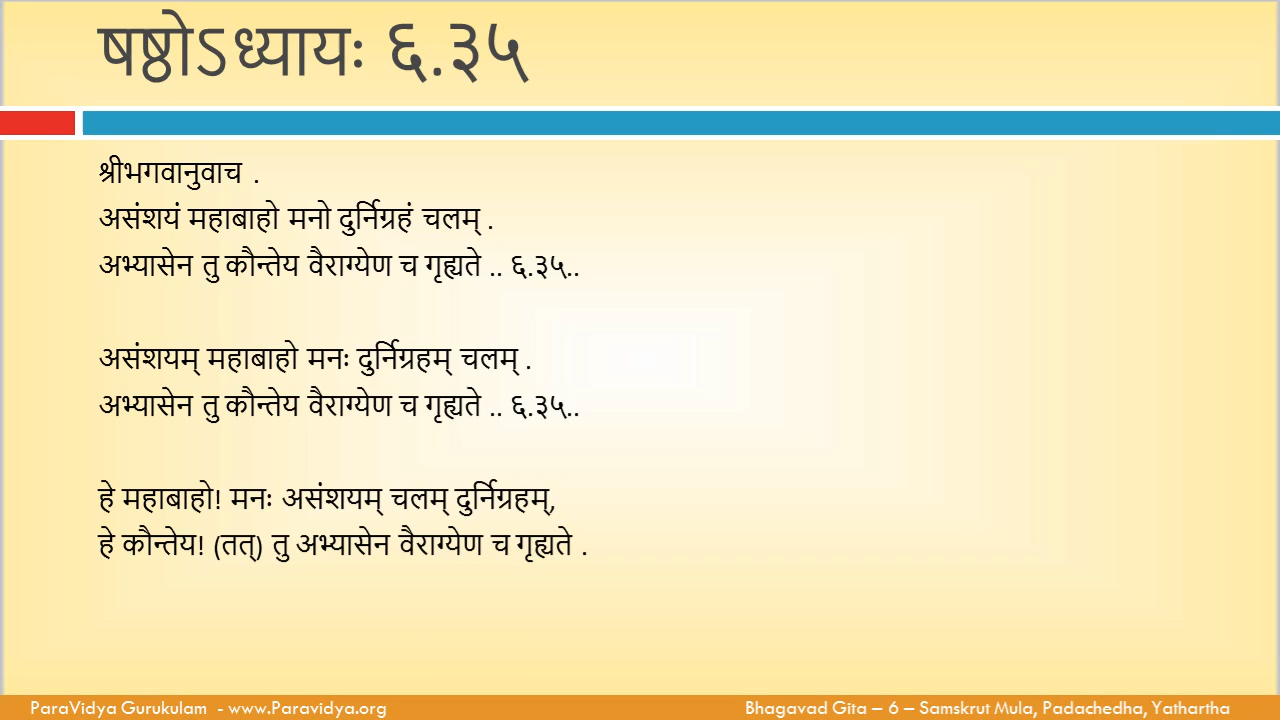 षष्ठोऽध्यायः ६.३५
श्रीभगवानुवाच .
असंशयं महाबाहो मनो दुर्निग्रहं चलम् .
अभ्यासेन तु कौन्तेय वैराग्येण च गृह्यते .. ६.३५..
असंशयम् महाबाहो मनः दुर्निग्रहम् चलम् .
अभ्यासेन तु कौन्तेय वैराग्येण च गृह्यते .. ६.३५..
हे महाबाहो! मनः असंशयम् चलम् दुर्निग्रहम्,
हे कौन्तेय! (तत्) तु अभ्यासेन वैराग्येण च गृह्यते .
ParaVidya Gurukulam - www.Paravidya.org
Bhagavad Gita – 6 – Samskrut Mula, Padachedha, Yathartha